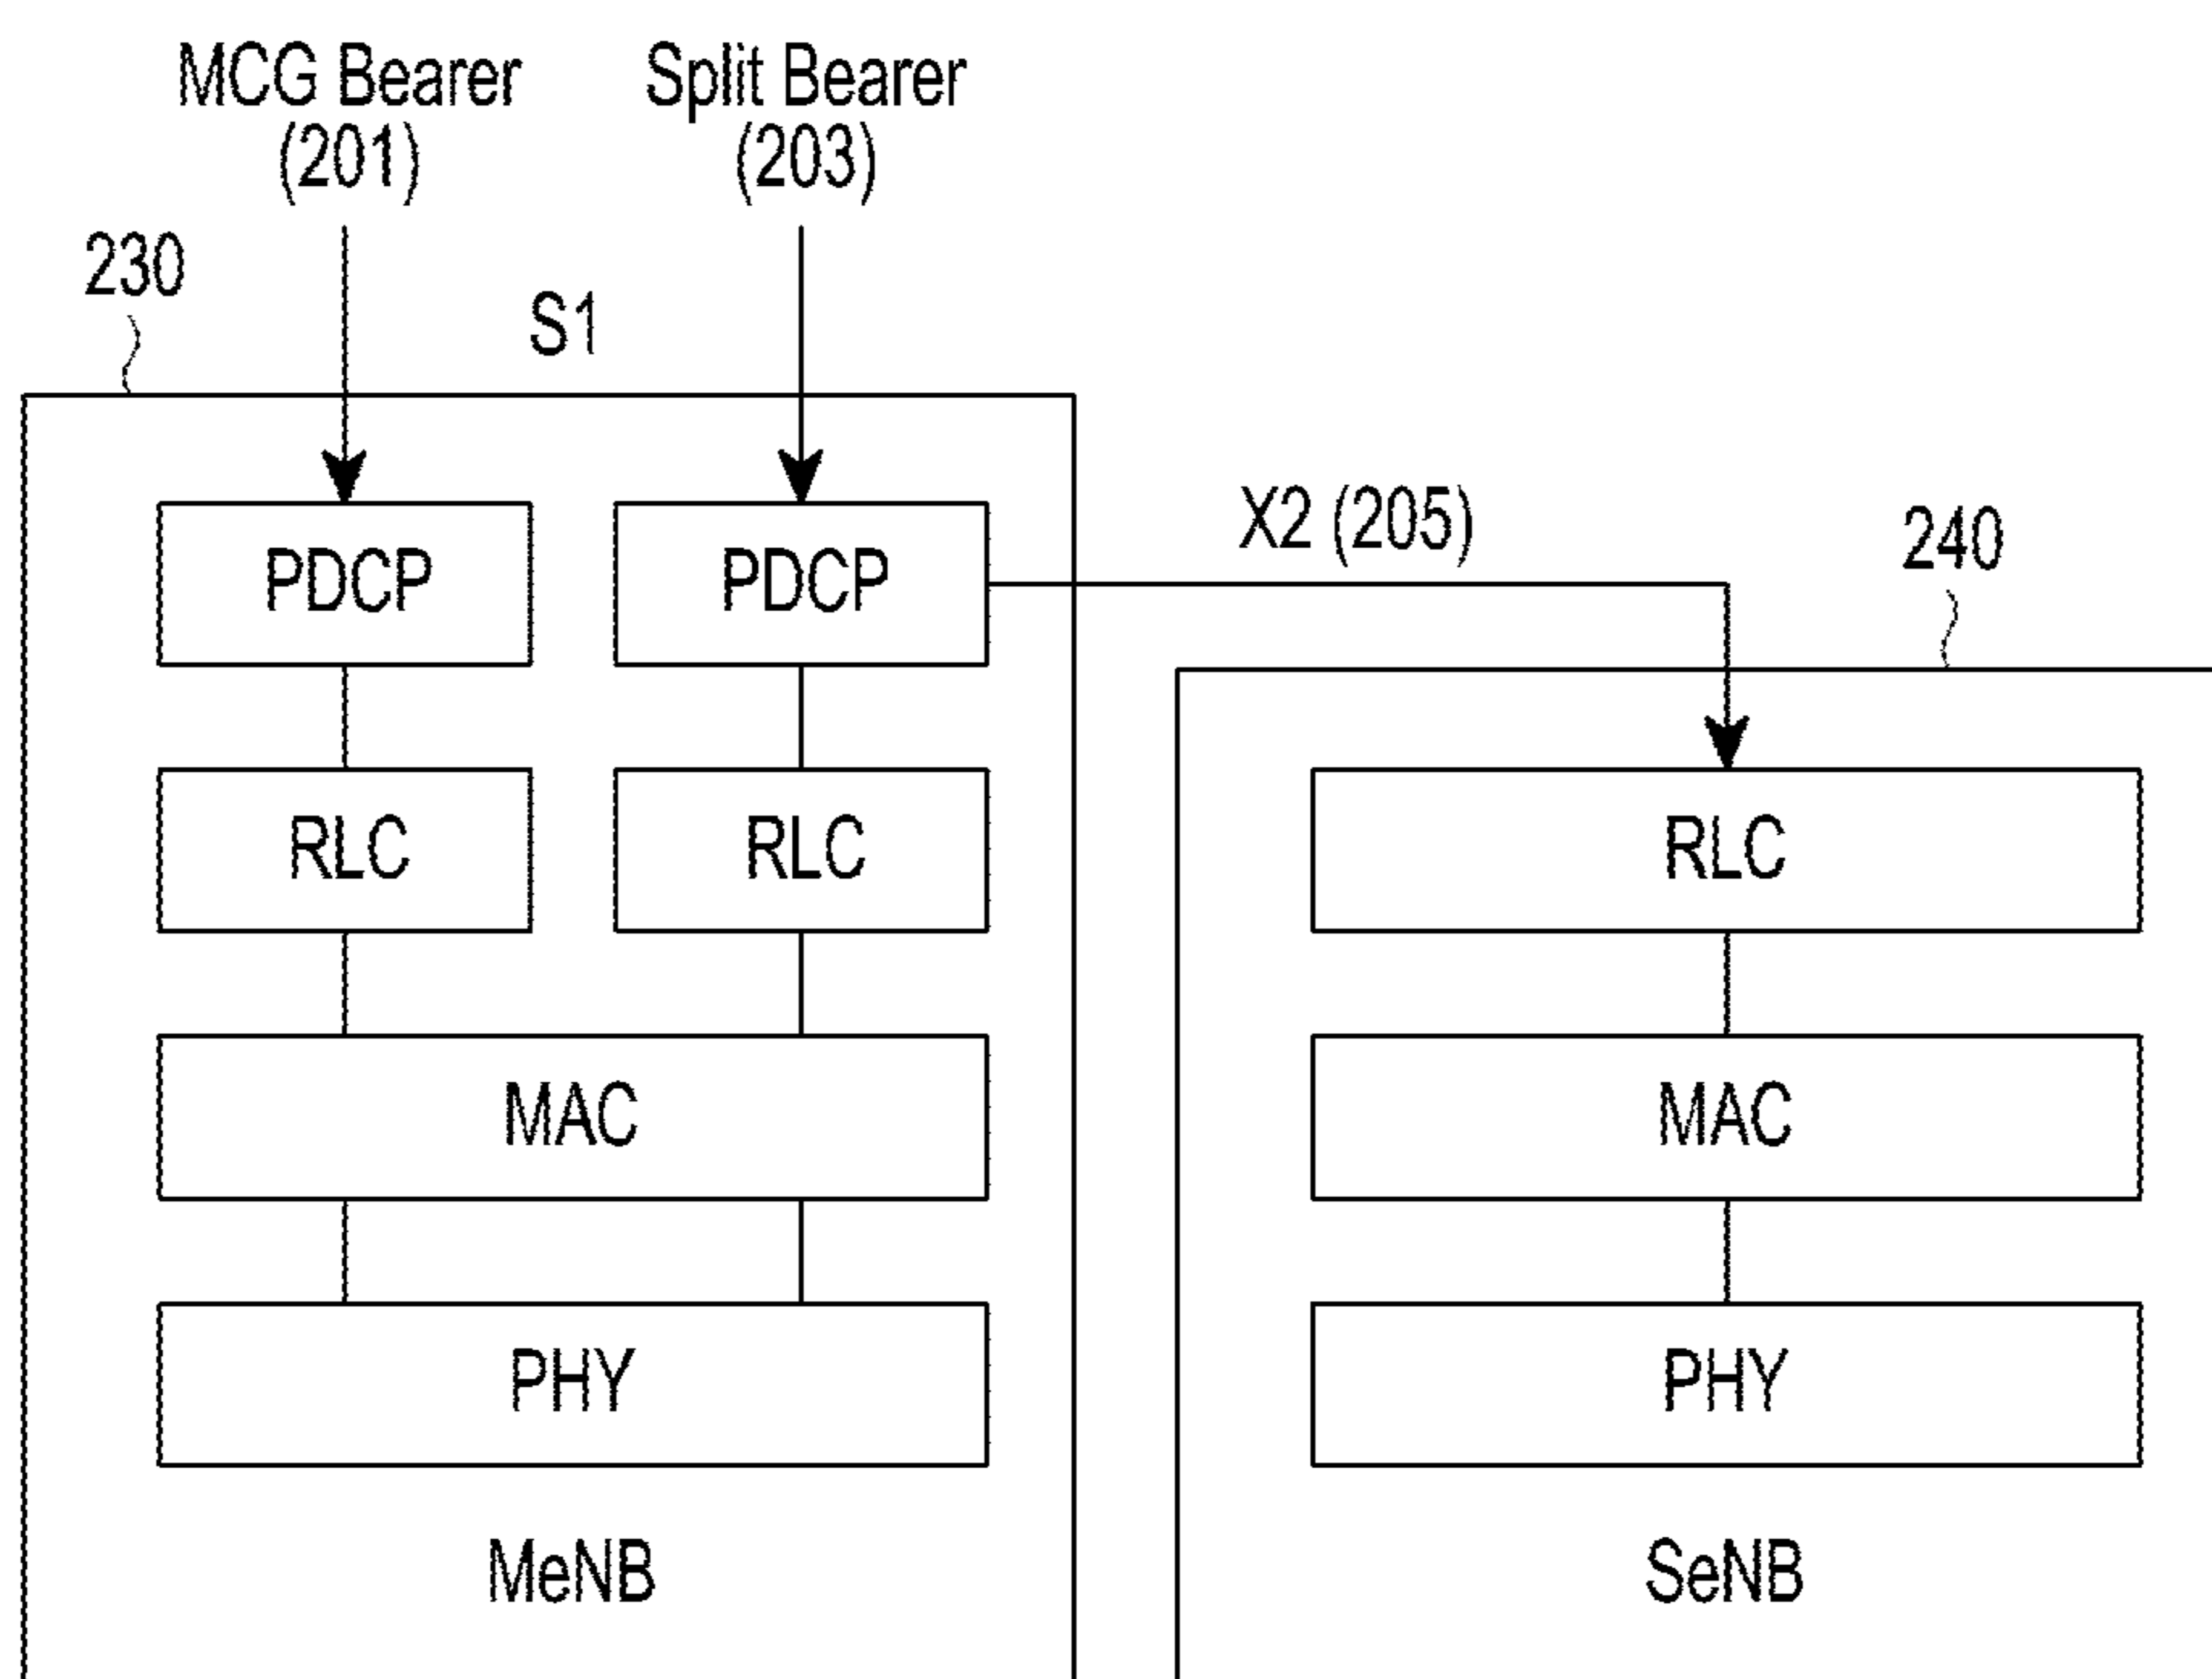 MCG Bearer
(201)
Split Bearer
(203)
230
S1
PDCP
PDCP
X2 (205)
240
RLC
RLC
RLC
MAC
MAC
PHY
PHY
MeNB
SeNB